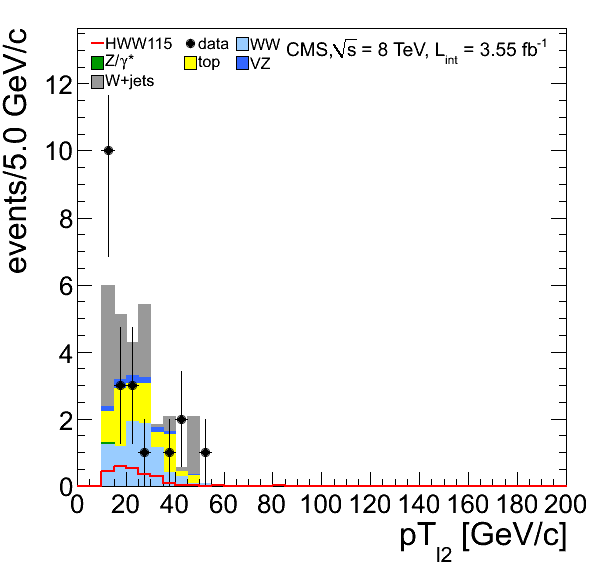 HWW115 data WW CMS,√s = 8 TeV, L_int = 3.55 fb⁻¹
Z/γ* top VZ
W+jets
events/5.0 GeV/c
12
10
8
6
4
2
0
0 20 40 60 80 100 120 140 160 180 200
pT_l2 [GeV/c]